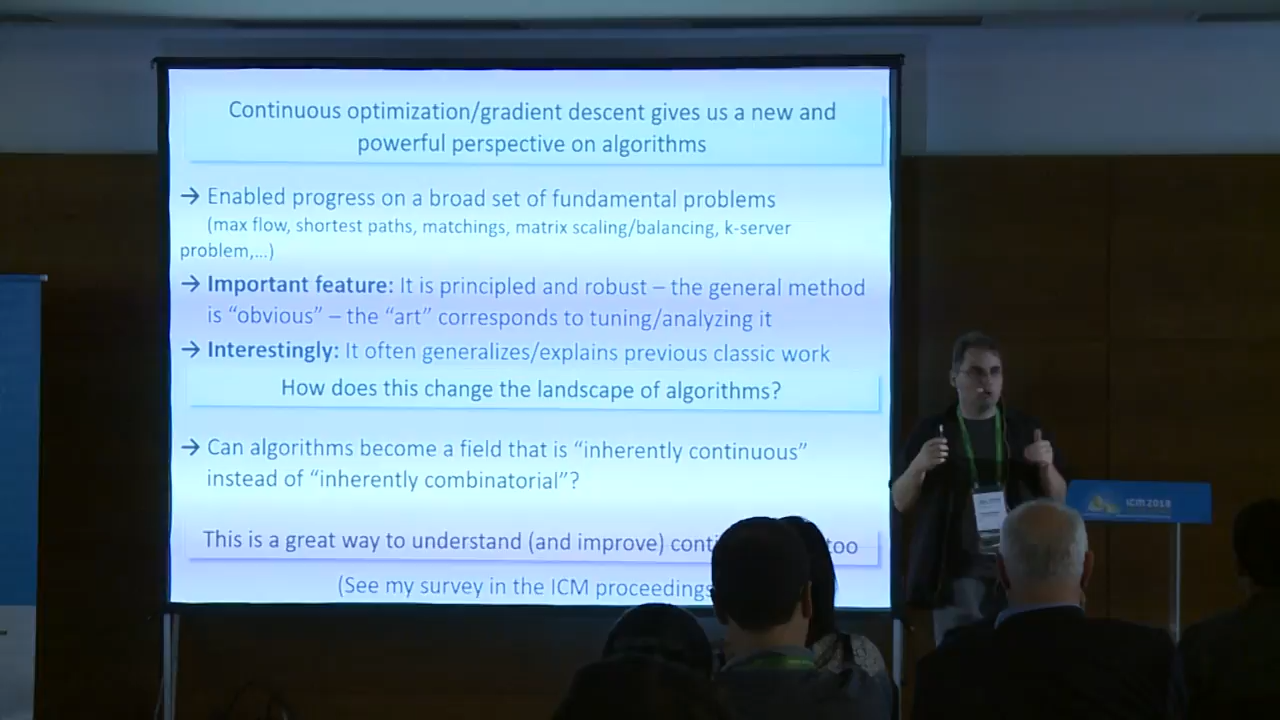 Continuous optimization/gradient descent gives us a new and
powerful perspective on algorithms
→ Enabled progress on a broad set of fundamental problems
(max flow, shortest paths, matchings, matrix scaling/balancing, k-server
problem,...)
→ Important feature: It is principled and robust – the general method
is “obvious” – the “art” corresponds to tuning/analyzing it
→ Interestingly: It often generalizes/explains previous classic work
How does this change the landscape of algorithms?
→ Can algorithms become a field that is “inherently continuous”
instead of “inherently combinatorial”?
This is a great way to understand (and improve) too
(See my survey in the ICM proceedings
ICM 2018